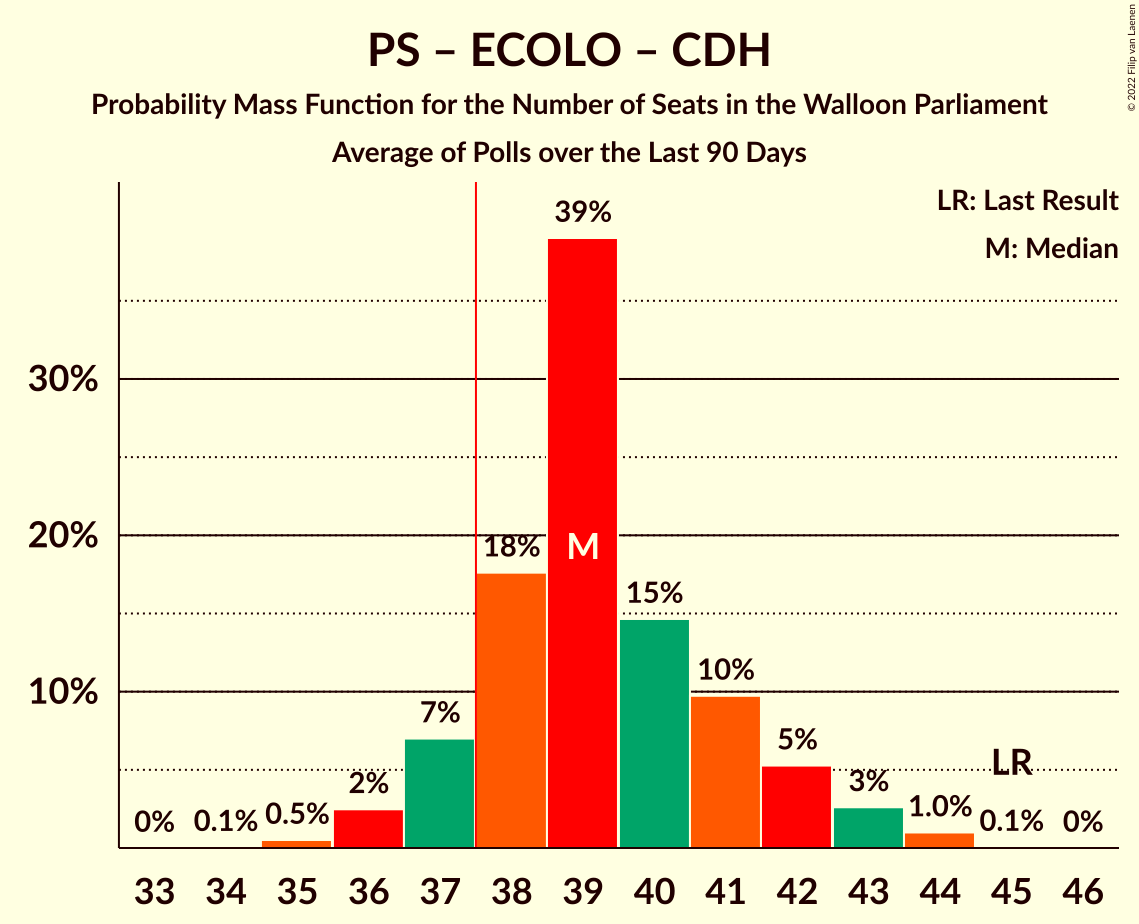 PS – ECOLO – CDH
Probability Mass Function for the Number of Seats in the Walloon Parliament
Average of Polls over the Last 90 Days
© 2022 Filip van Laenen
LR: Last Result
M: Median
30%
20%
10%
0%
0.1%
0.5%
2%
7%
18%
39%
M
15%
10%
5%
3%
1.0%
LR
0.1%
0%
33 34 35 36 37 38 39 40 41 42 43 44 45 46